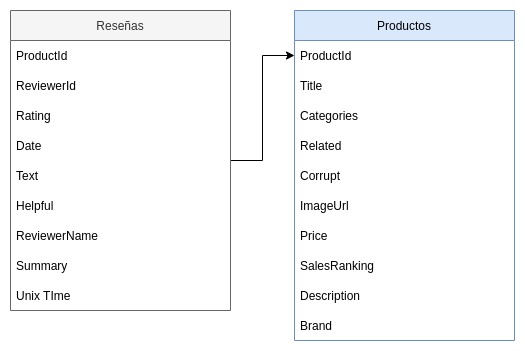 Reseñas
ProductId
ReviewerId
Rating
Date
Text
Helpful
ReviewerName
Summary
Unix TIme
Productos
ProductId
Title
Categories
Related
Corrupt
ImageUrl
Price
SalesRanking
Description
Brand